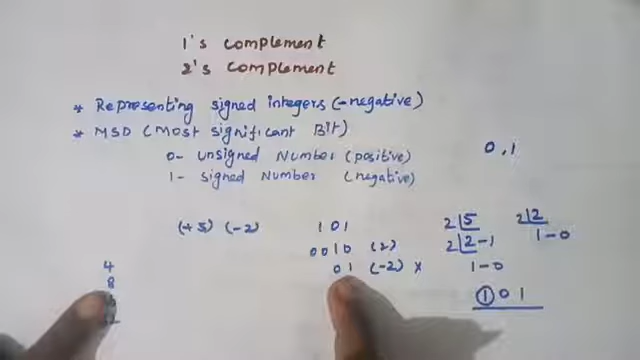 1's complement
2's complement
* Representing signed integers (-negative)
* MSD (Most significant Bit)
0- unsigned Number (positive)
1- signed Number (negative)
0,1
(+5) (-2)
101
0010 (2)
01 (-2) x
2 5
2 2-1
1-0
101
2 2
1-0
4
8